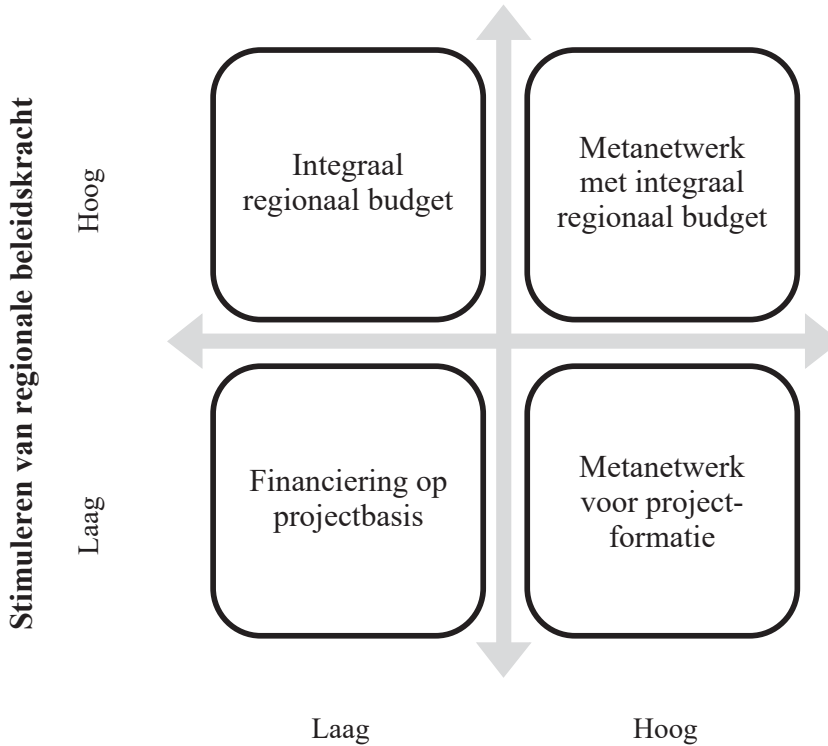 Stimuleren van regionale beleidskracht
Hoog
Integraal
regionaal budget
Metanetwerk
met integraal
regionaal budget
Laag
Financiering op
projectbasis
Metanetwerk
voor project-
formatie
Laag
Hoog